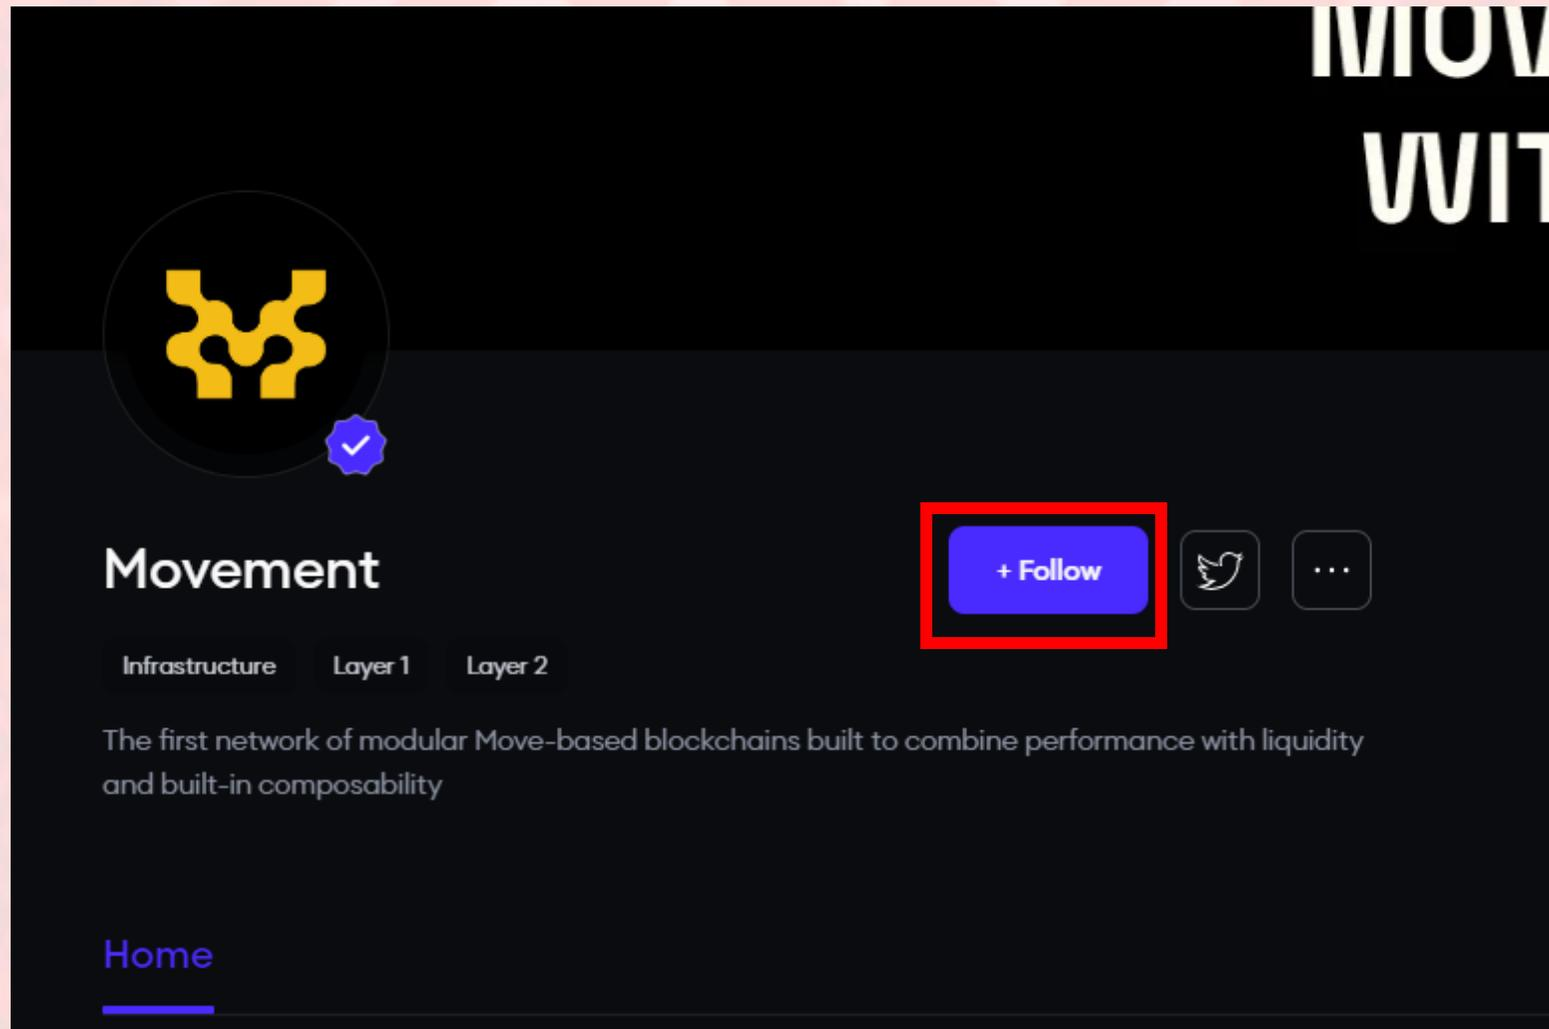 WIT
Movement
+ Follow
Infrastructure
Layer 1
Layer 2
The first network of modular Move-based blockchains built to combine performance with liquidity
and built-in composability
Home